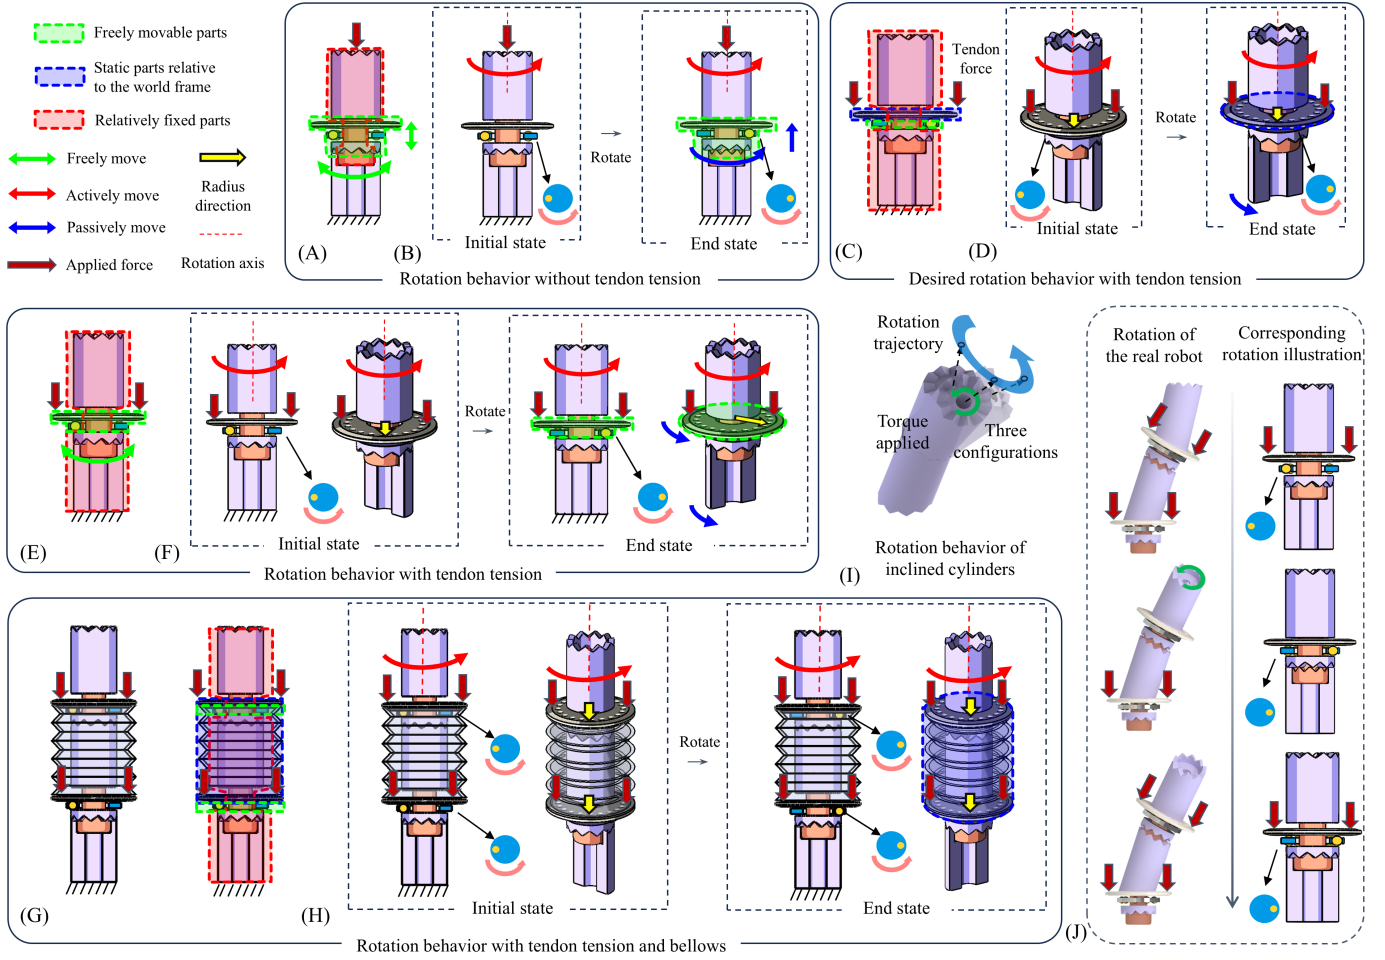 Freely movable parts
Static parts relative
to the world frame
Relatively fixed parts
Freely move
Actively move
Radius
direction
Passively move
Applied force
Rotation axis
(A)
(B)
Initial state
Rotate
End state
Rotation behavior without tendon tension
Tendon
force
(C)
(D)
Initial state
Rotate
End state
Desired rotation behavior with tendon tension
(E)
(F)
Initial state
Rotate
End state
Rotation behavior with tendon tension
Rotation
trajectory
Torque
applied
Three
configurations
(I)
Rotation behavior of
inclined cylinders
Rotation of
the real robot
Corresponding
rotation illustration
(J)
(G)
(H)
Initial state
Rotate
End state
Rotation behavior with tendon tension and bellows